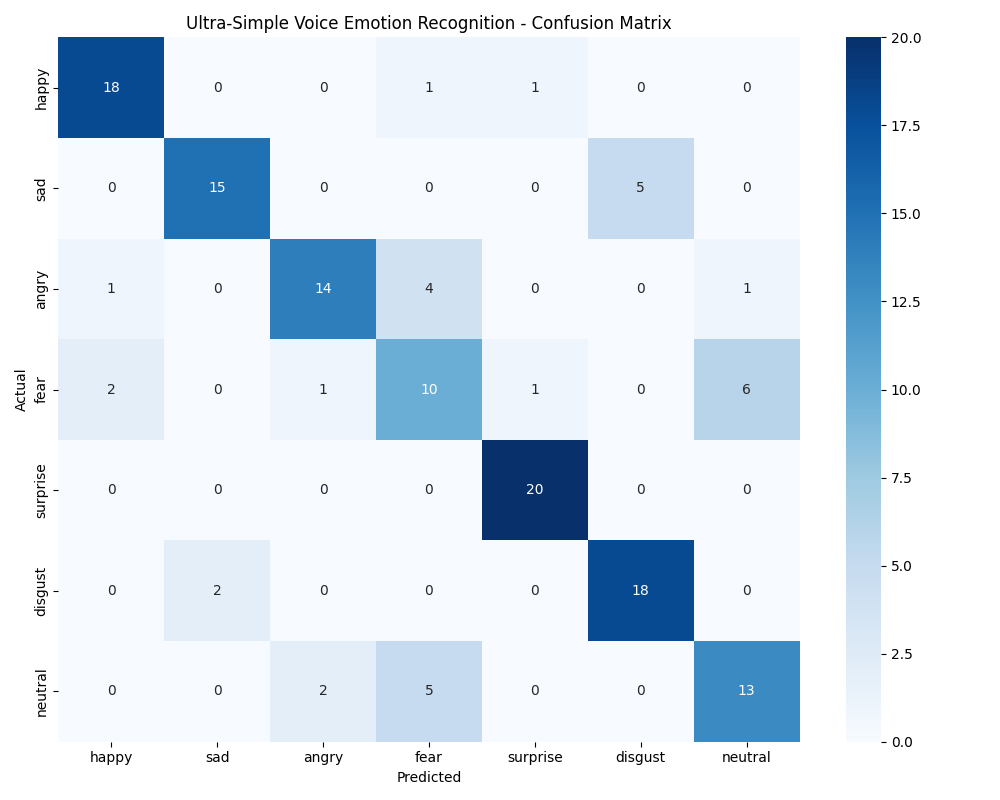 Ultra-Simple Voice Emotion Recognition - Confusion Matrix
Actual
happy 18 0 0 1 1 0 0
sad 0 15 0 0 0 5 0
angry 1 0 14 4 0 0 1
fear 2 0 1 10 1 0 6
surprise 0 0 0 0 20 0 0
disgust 0 2 0 0 0 18 0
neutral 0 0 2 5 0 0 13
happy sad angry fear surprise disgust neutral
Predicted
20.0
17.5
15.0
12.5
10.0
7.5
5.0
2.5
0.0